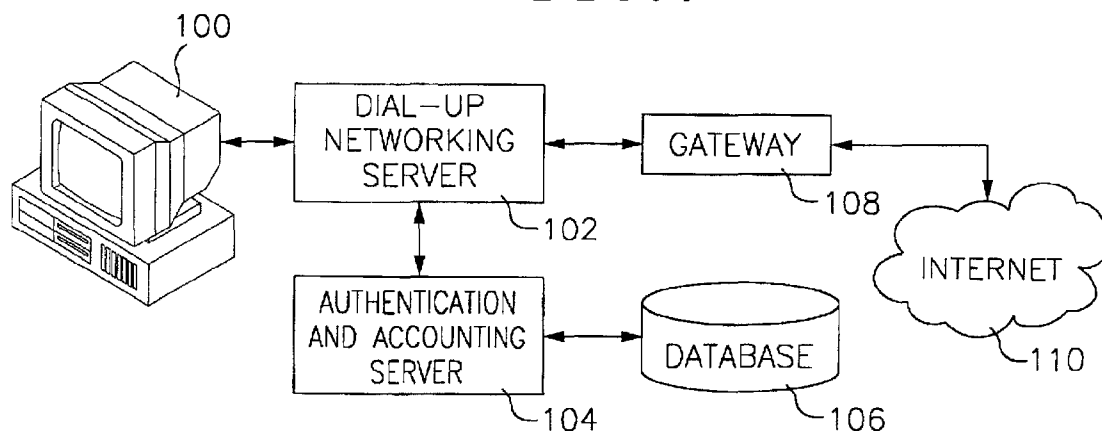 100
DIAL-UP
NETWORKING
SERVER
102
GATEWAY
108
INTERNET
110
AUTHENTICATION
AND ACCOUNTING
SERVER
104
DATABASE
106